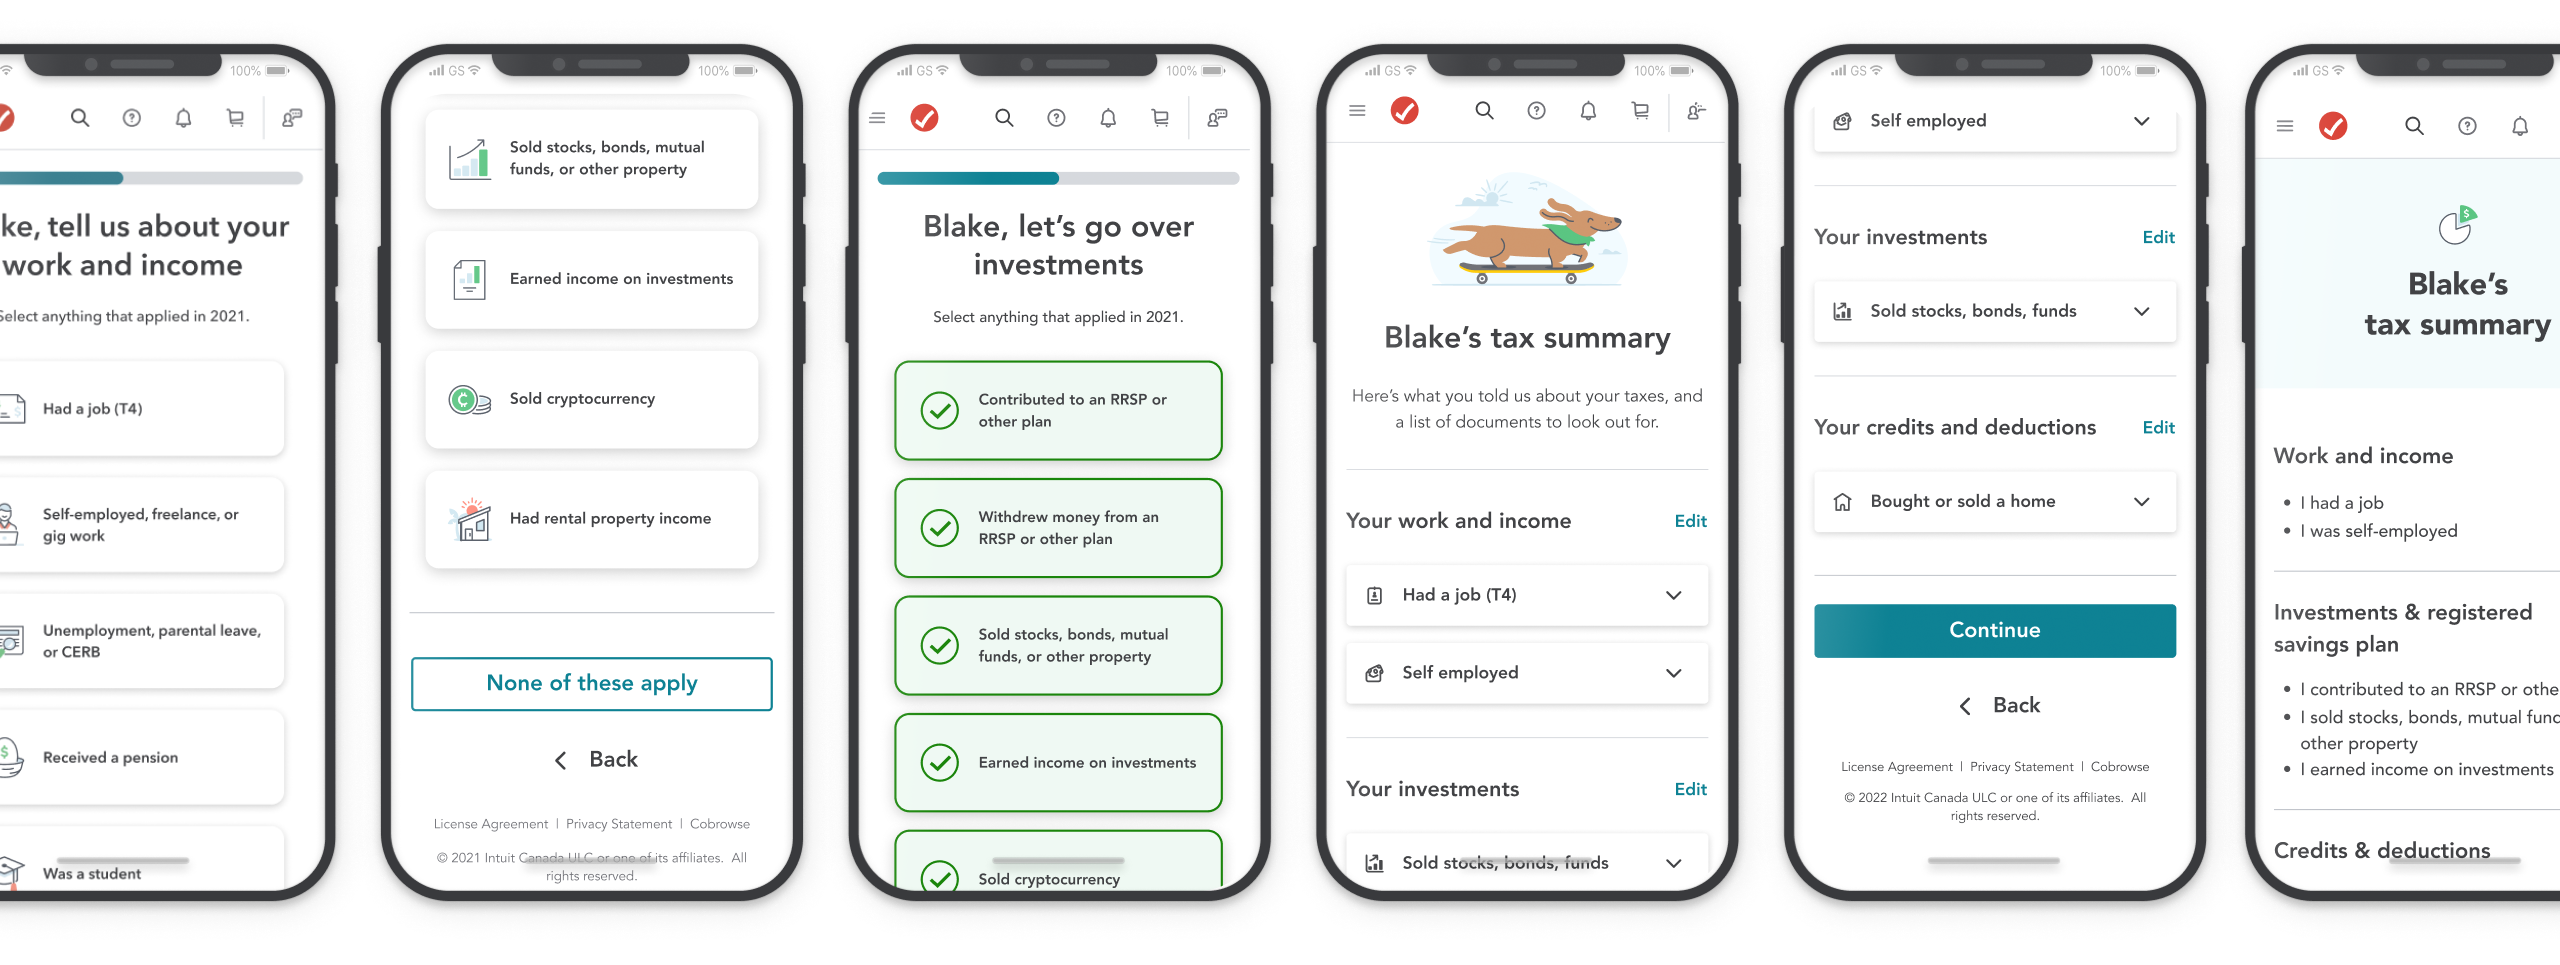 100%
ke, tell us about your
work and income
Select anything that applied in 2021.
Had a job (T4)
Self-employed, freelance, or
gig work
Unemployment, parental leave,
or CERB
Received a pension
Was a student
GS 100%
Sold stocks, bonds, mutual
funds, or other property
Earned income on investments
Sold cryptocurrency
Had rental property income
None of these apply
Back
License Agreement | Privacy Statement | Cobrowse
© 2021 Intuit Canada ULC or one of its affiliates. All
rights reserved.
GS 100%
Blake, let's go over
investments
Select anything that applied in 2021.
Contributed to an RRSP or
other plan
Withdrew money from an
RRSP or other plan
Sold stocks, bonds, mutual
funds, or other property
Earned income on investments
Sold cryptocurrency
GS 100%
Blake's tax summary
Here's what you told us about your taxes, and
a list of documents to look out for.
Your work and income Edit
Had a job (T4)
Self employed
Your investments Edit
Sold stocks, bonds, funds
GS 100%
Self employed
Your investments Edit
Sold stocks, bonds, funds
Your credits and deductions Edit
Bought or sold a home
Continue
Back
License Agreement | Privacy Statement | Cobrowse
© 2022 Intuit Canada ULC or one of its affiliates. All
rights reserved.
GS
Blake's
tax summary
Work and income
• I had a job
• I was self-employed
Investments & registered
savings plan
• I contributed to an RRSP or othe
• I sold stocks, bonds, mutual func
other property
• I earned income on investments
Credits & deductions